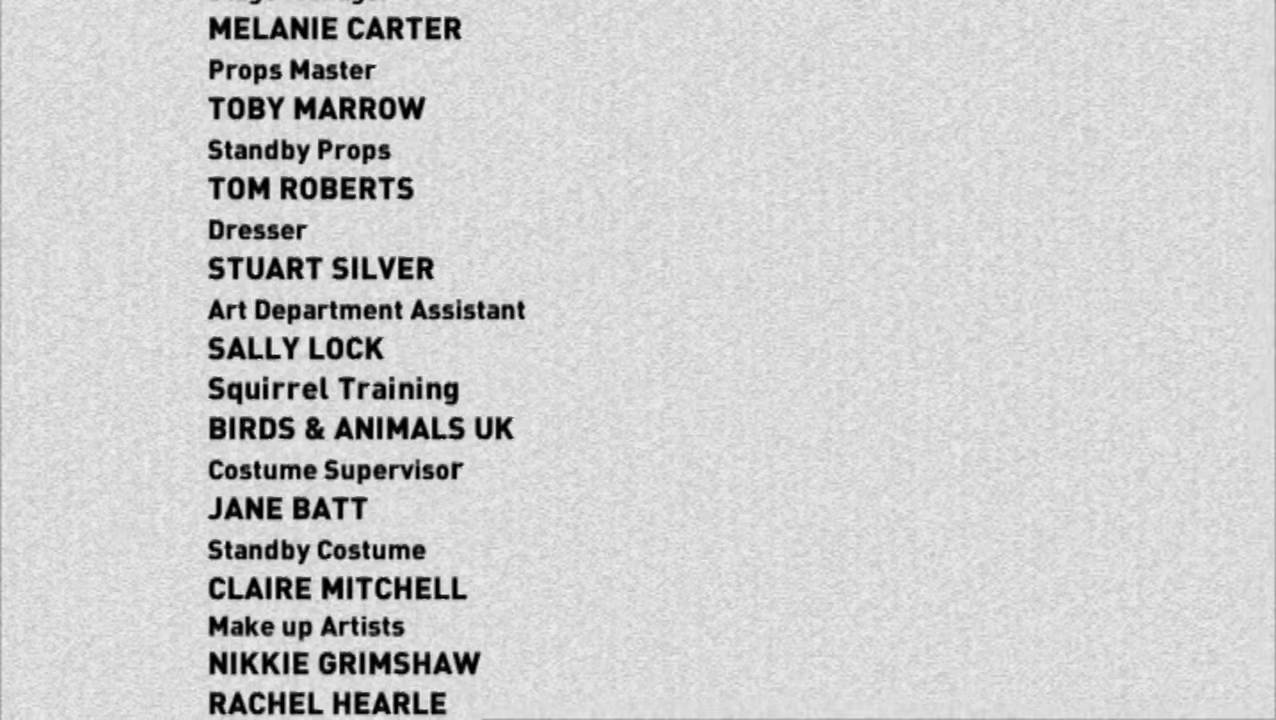 MELANIE CARTER
Props Master
TOBY MARROW
Standby Props
TOM ROBERTS
Dresser
STUART SILVER
Art Department Assistant
SALLY LOCK
Squirrel Training
BIRDS & ANIMALS UK
Costume Supervisor
JANE BATT
Standby Costume
CLAIRE MITCHELL
Make up Artists
NIKKIE GRIMSHAW
RACHEL HEARLE